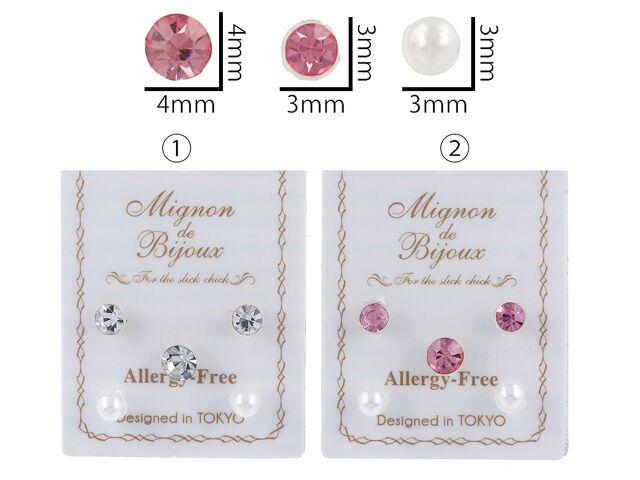 4mm
4mm
3mm
3mm
3mm
3mm
①
②
Mignon
de
Bijoux
For the slick chick
Allergy-Free
Designed in TOKYO
Mignon
de
Bijoux
For the slick chick
Allergy-Free
Designed in TOKYO